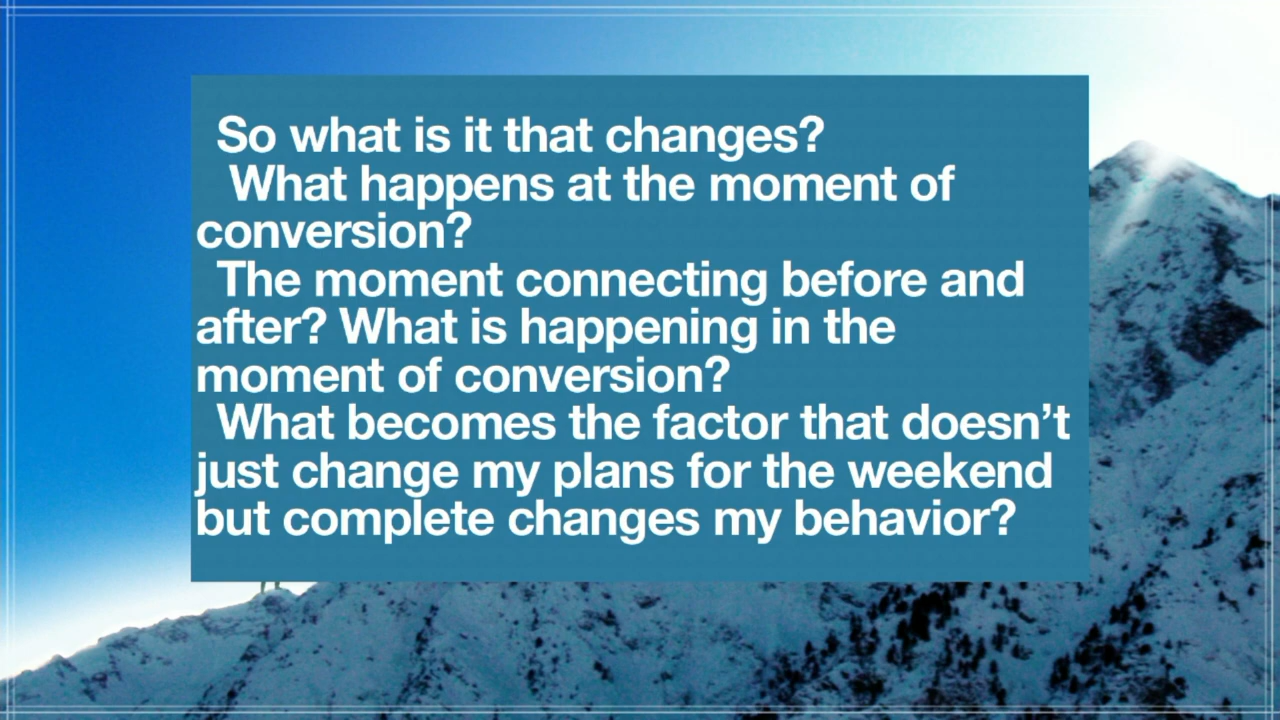 So what is it that changes?
What happens at the moment of
conversion?
The moment connecting before and
after? What is happening in the
moment of conversion?
What becomes the factor that doesn’t
just change my plans for the weekend
but complete changes my behavior?